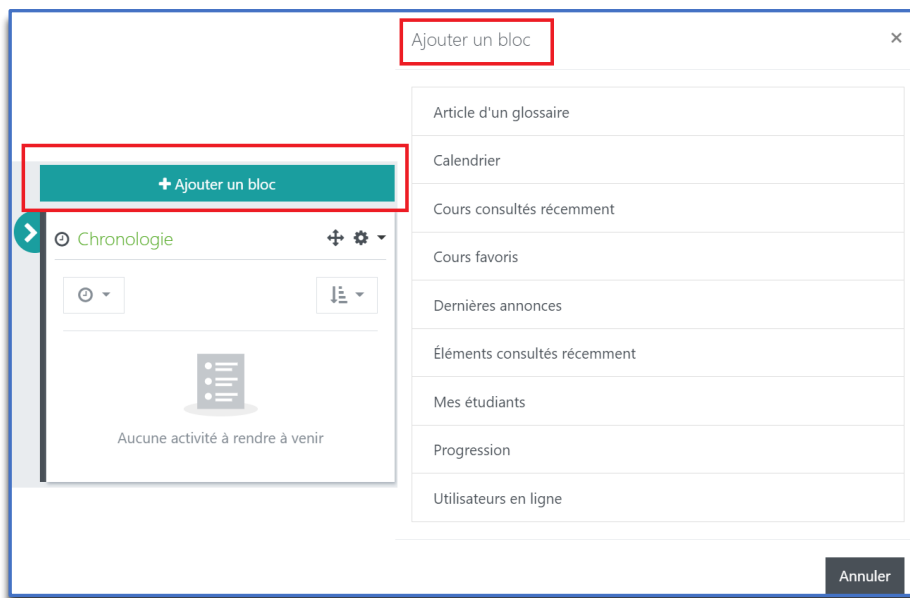 + Ajouter un bloc
Chronologie
Aucune activité à rendre à venir
Ajouter un bloc
×
Article d'un glossaire
Calendrier
Cours consultés récemment
Cours favoris
Dernières annonces
Éléments consultés récemment
Mes étudiants
Progression
Utilisateurs en ligne
Annuler